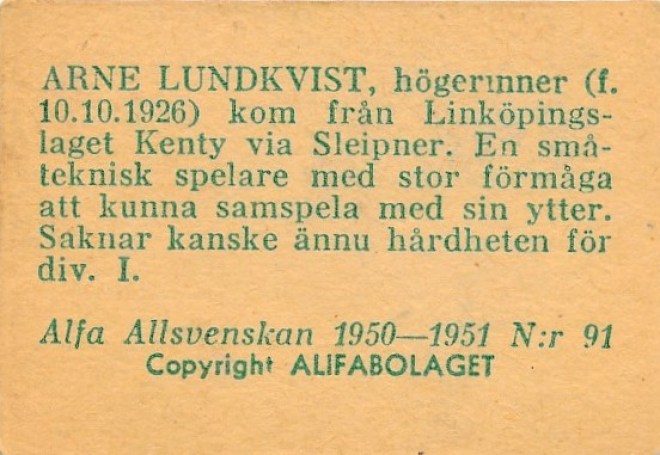 ARNE LUNDKVIST, högerinner (f.
10.10.1926) kom från Linköpings-
laget Kenty via Sleipner. En små-
teknisk spelare med stor förmåga
att kunna samspela med sin ytter.
Saknar kanske ännu hårdheten för
div. I.
Alfa Allsvenskan 1950—1951 N:r 91
Copyright ALIFABOLAGET